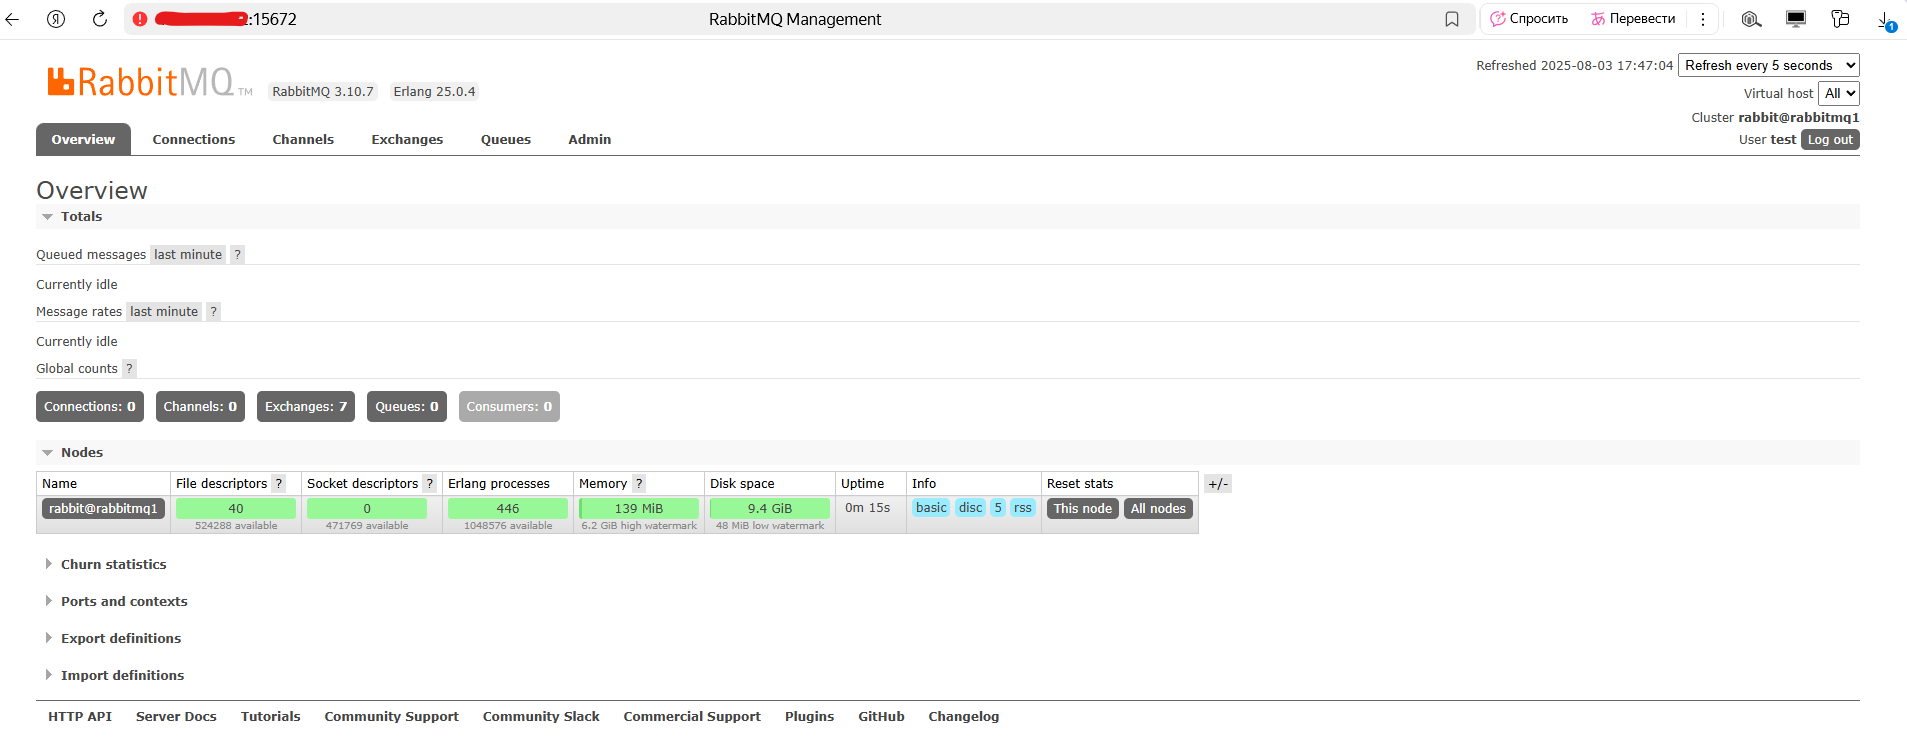 :15672 RabbitMQ Management Спросить Перевести 1
Refreshed 2025-08-03 17:47:04 Refresh every 5 seconds
RabbitMQ TM RabbitMQ 3.10.7 Erlang 25.0.4
Virtual host All
Cluster rabbit@rabbitmq1
User test Log out
Overview Connections Channels Exchanges Queues Admin
Overview
Totals
Queued messages last minute ?
Currently idle
Message rates last minute ?
Currently idle
Global counts ?
Connections: 0 Channels: 0 Exchanges: 7 Queues: 0 Consumers: 0
Nodes
Name File descriptors ? Socket descriptors ? Erlang processes Memory ? Disk space Uptime Info Reset stats +/-
rabbit@rabbitmq1 40 0 446 139 MiB 9.4 GiB 0m 15s basic disc 5 rss This node All nodes
524288 available 471769 available 1048576 available 6.2 GiB high watermark 48 MiB low watermark
Churn statistics
Ports and contexts
Export definitions
Import definitions
HTTP API Server Docs Tutorials Community Support Community Slack Commercial Support Plugins GitHub Changelog